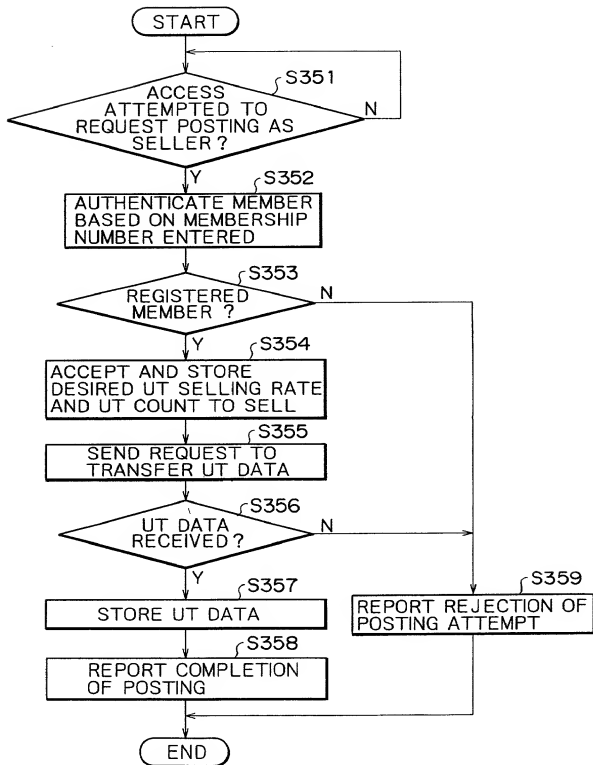 START
S351
ACCESS
ATTEMPTED TO
REQUEST POSTING AS
SELLER?
N
Y
S352
AUTHENTICATE MEMBER
BASED ON MEMBERSHIP
NUMBER ENTERED
S353
REGISTERED
MEMBER?
N
Y
S354
ACCEPT AND STORE
DESIRED UT SELLING RATE
AND UT COUNT TO SELL
S355
SEND REQUEST TO
TRANSFER UT DATA
S356
UT DATA
RECEIVED?
N
Y
S357
STORE UT DATA
S359
REPORT REJECTION OF
POSTING ATTEMPT
S358
REPORT COMPLETION
OF POSTING
END